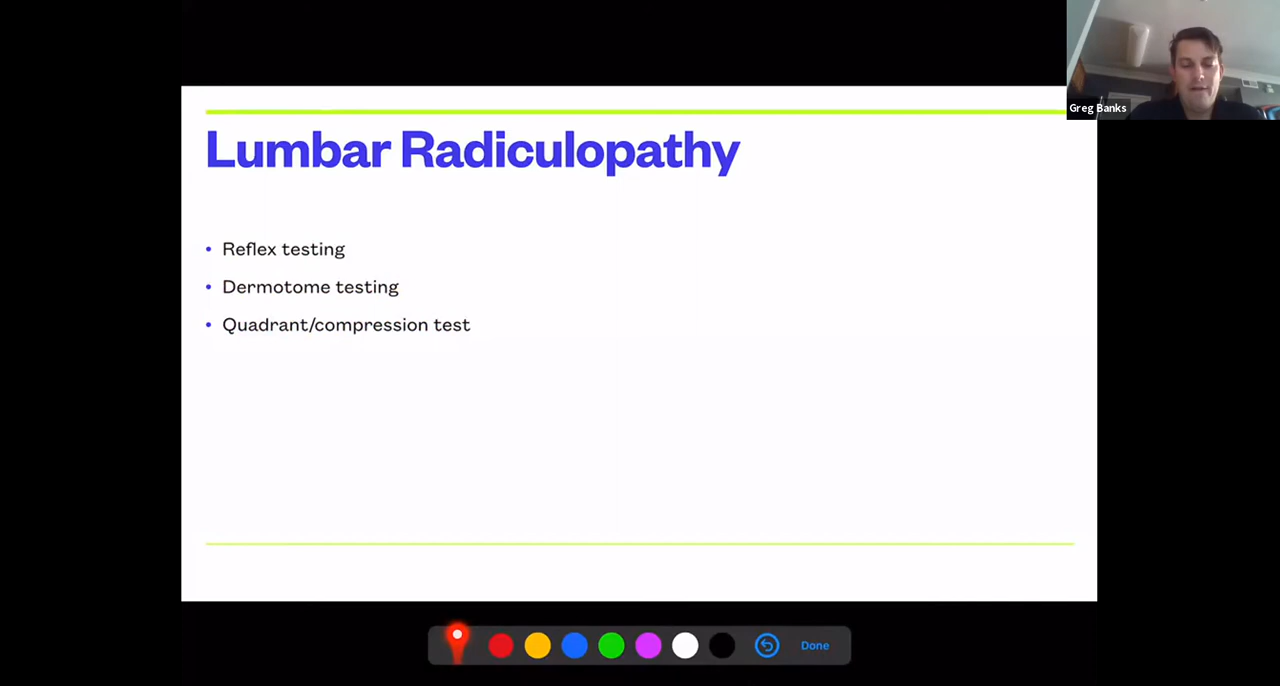 Greg Banks
Lumbar Radiculopathy
• Reflex testing
• Dermotome testing
• Quadrant/compression test
Done